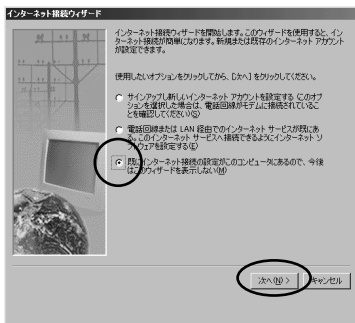 インターネット接続ウィザード
インターネット接続ウィザードを開始します。このウィザードを使用すると、イン
ターネット接続が簡単になります。新規または既存のインターネット アカウント
が設定できます。
使用したいオプションをクリックしてから、[次へ] をクリックしてください。
サインアップし新しいインターネット アカウントを設定する (このオプ
ションを選択した場合は、電話回線がモデムに接続されているこ
とを確認してください)(S)
電話回線または LAN 経由でのインターネット サービスが既にあ
る。このインターネット サービスへ接続できるようにインターネット ソ
フトウェアを設定する(E)
既にインターネット接続の設定がこのコンピュータにあるので、今後
はこのウィザードを表示しない(M)
次へ(N) >
キャンセル